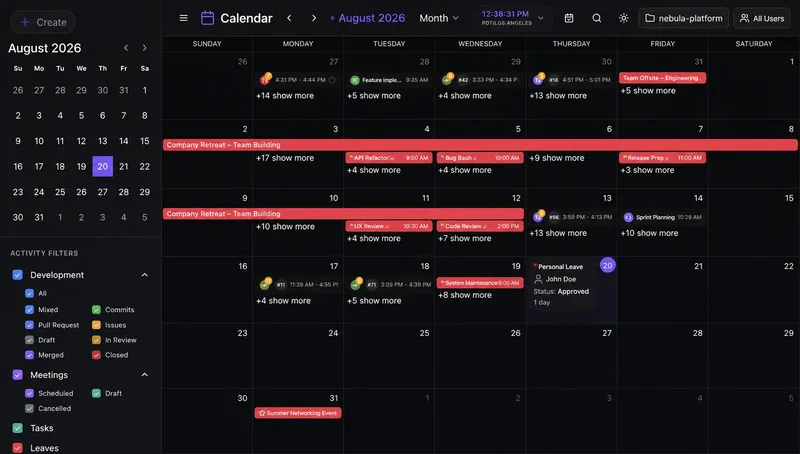 Create
Calendar
August 2026
Month
12:38:31 PM
PDT|LOS ANGELES
nebula-platform
All Users
August 2026
Su Mo Tu We Th Fr Sa
26 27 28 29 30 31 1
2 3 4 5 6 7 8
9 10 11 12 13 14 15
16 17 18 19 20 21 22
23 24 25 26 27 28 29
30 31 1 2 3 4 5
ACTIVITY FILTERS
Development
All
Mixed
Commits
Pull Request
Issues
Draft
In Review
Merged
Closed
Meetings
Scheduled
Draft
Cancelled
Tasks
Leaves
SUNDAY MONDAY TUESDAY WEDNESDAY THURSDAY FRIDAY SATURDAY
26 27 28 29 30 31 1
4:31 PM - 4:44 PM
+14 show more
Feature Imple... 9:35 AM
+5 show more
#42 3:33 PM - 4:34 P
+4 show more
#18 4:51 PM - 5:01 PM
+13 show more
Team Offsite – Engineering
+5 show more
2 3 4 5 6 7 8
Company Retreat – Team Building
+17 show more
API Refactor 9:00 AM
+4 show more
Bug Bash 10:00 AM
+4 show more
+9 show more
Release Prep 11:00 AM
+3 show more
9 10 11 12 13 14 15
Company Retreat – Team Building
+10 show more
UX Review 10:30 AM
+4 show more
Code Review 2:00 PM
+7 show more
#56 3:59 PM - 4:13 PM
+13 show more
Sprint Planning 10:29 AM
+10 show more
16 17 18 19 20 21 22
#11 11:39 AM - 4:55 P
+4 show more
#71 3:09 PM - 4:39 PM
+5 show more
System Maintenance 8:00 AM
+8 show more
Personal Leave
John Doe
Status: Approved
1 day
23 24 25 26 27 28 29
30 31 1 2 3 4 5
Summer Networking Event